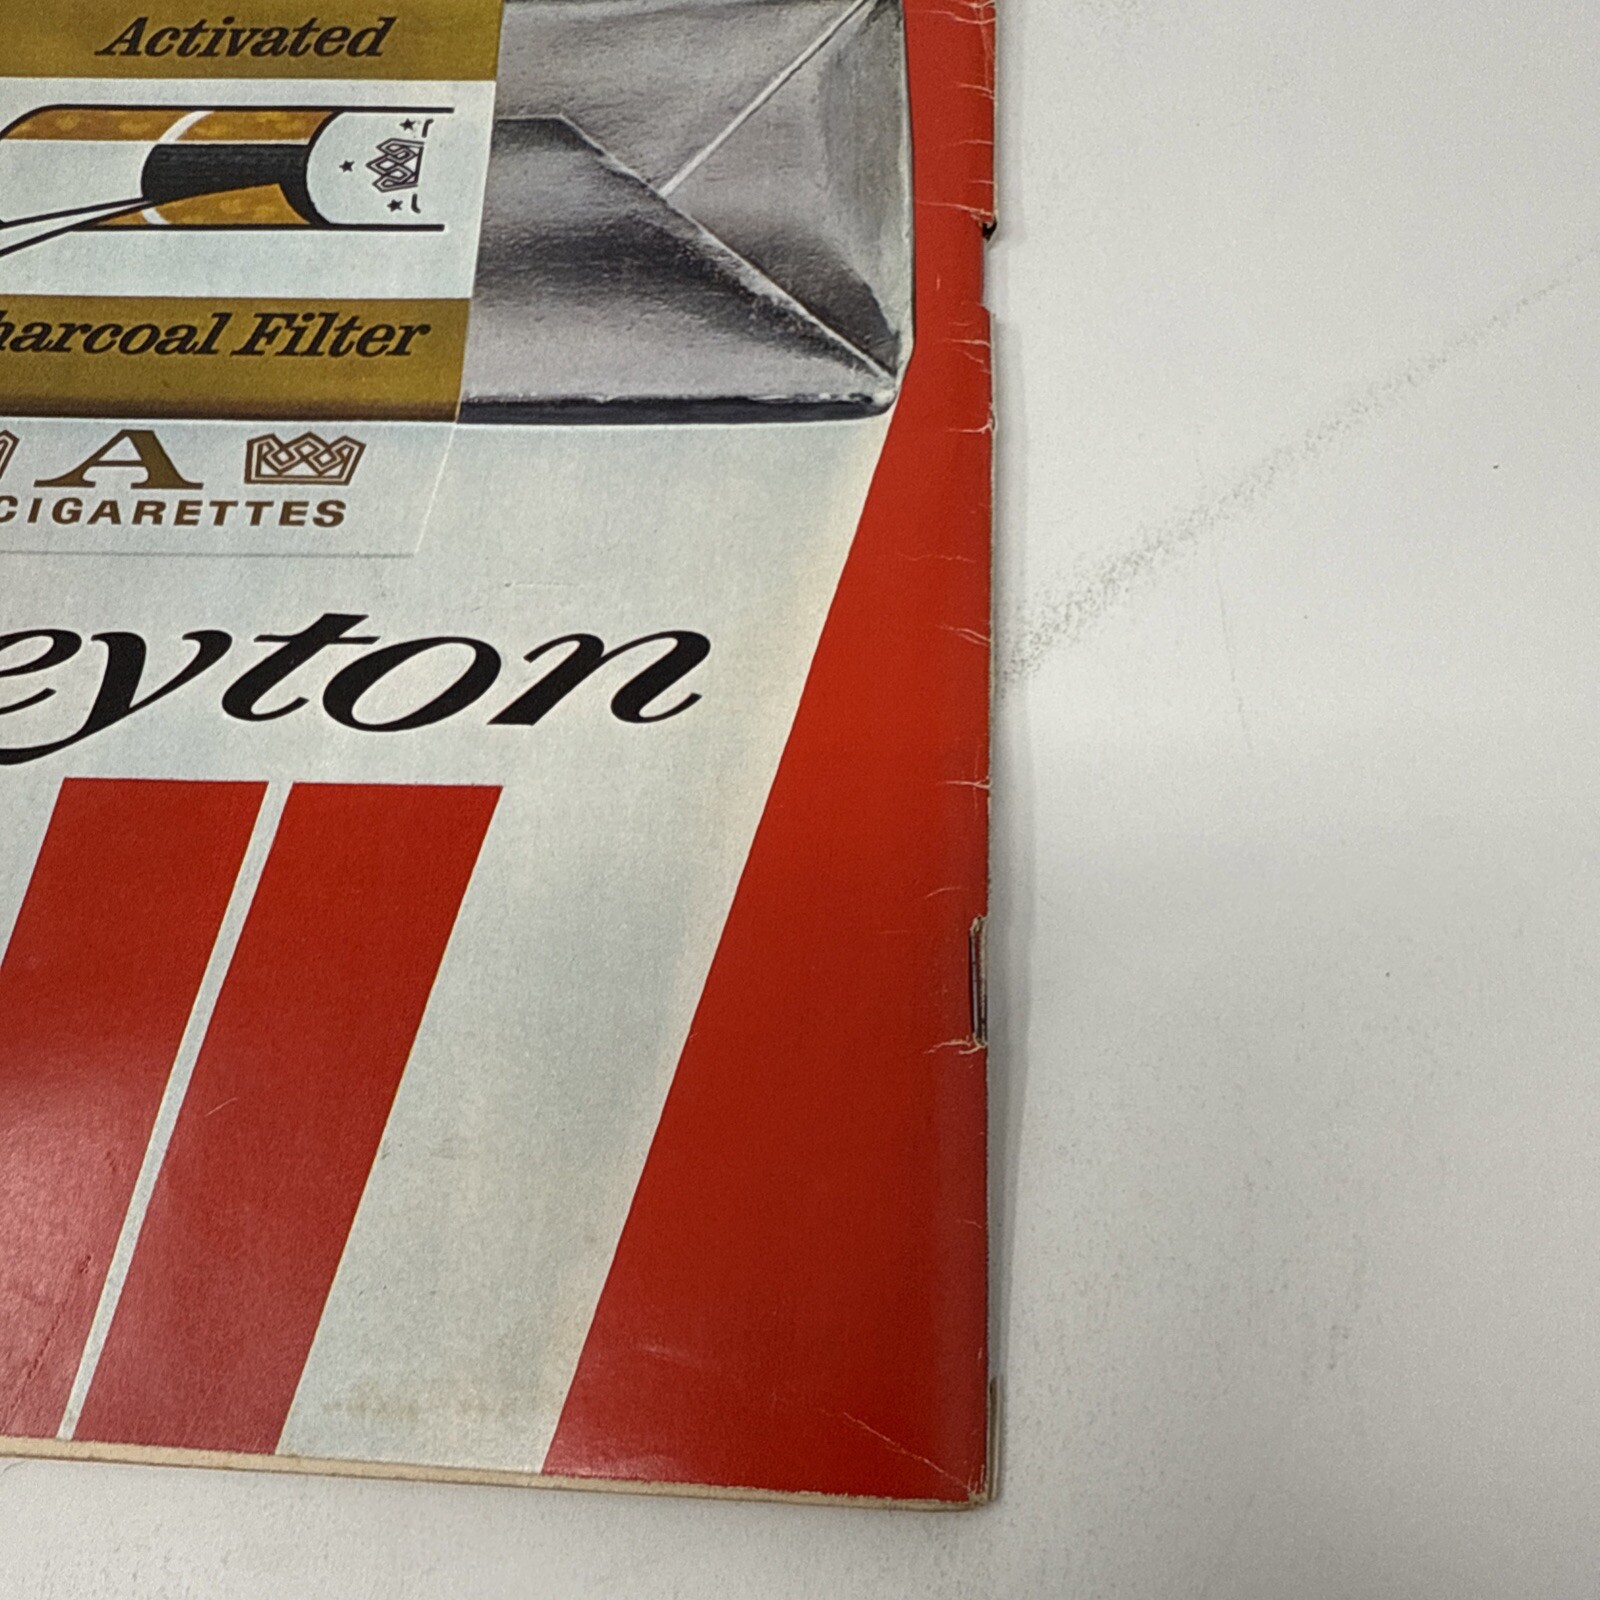 Activated
harcoal Filter
A
CIGARETTES
eyton